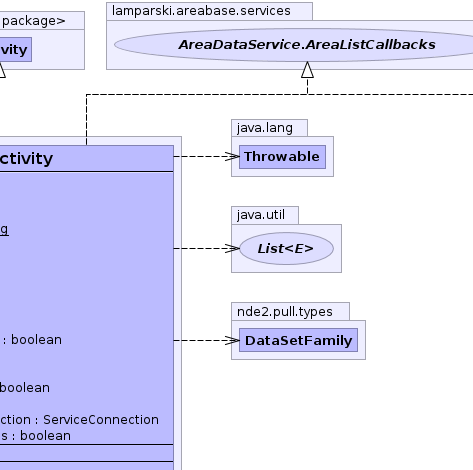 package>
lamparski.areabase.services
vity
AreaDataService.AreaListCallbacks
java.lang
Throwable
ctivity
java.util
g
List<E>
nde2.pull.types
: boolean
DataSetFamily
boolean
ction : ServiceConnection
s : boolean